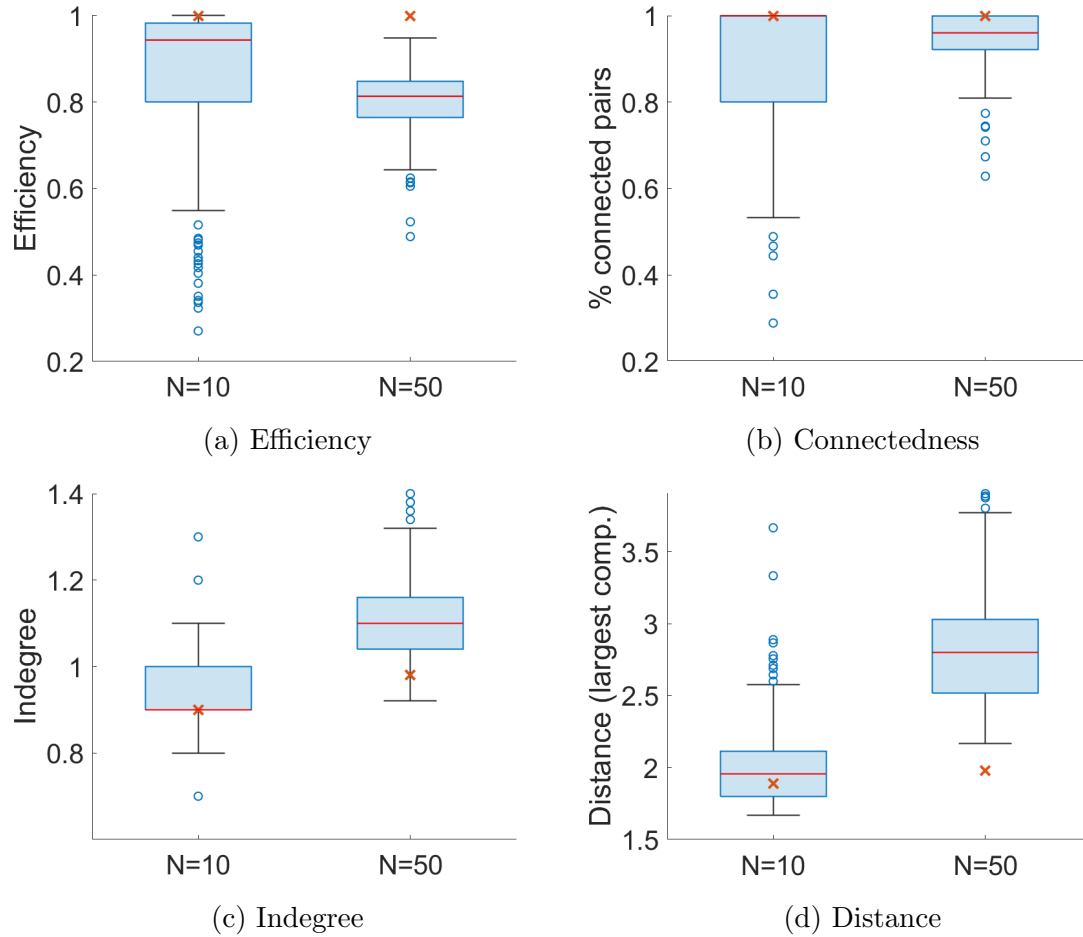 Efficiency
1
0.8
0.6
0.4
0.2
N=10
N=50
(a) Efficiency
% connected pairs
1
0.8
0.6
0.4
0.2
N=10
N=50
(b) Connectedness
Indegree
1.4
1.2
1
0.8
N=10
N=50
(c) Indegree
Distance (largest comp.)
3.5
3
2.5
2
1.5
N=10
N=50
(d) Distance